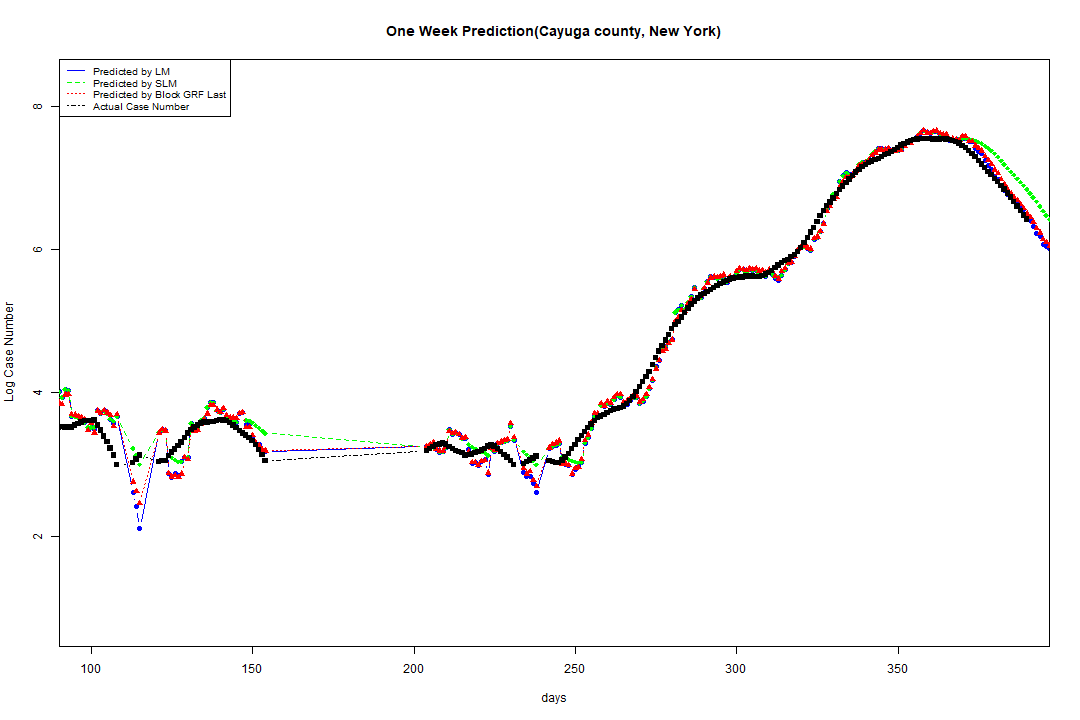 One Week Prediction(Cayuga county, New York)
Predicted by LM
Predicted by SLM
Predicted by Block GRF Last
Actual Case Number
Log Case Number
8
6
4
2
100 150 200 250 300 350
days